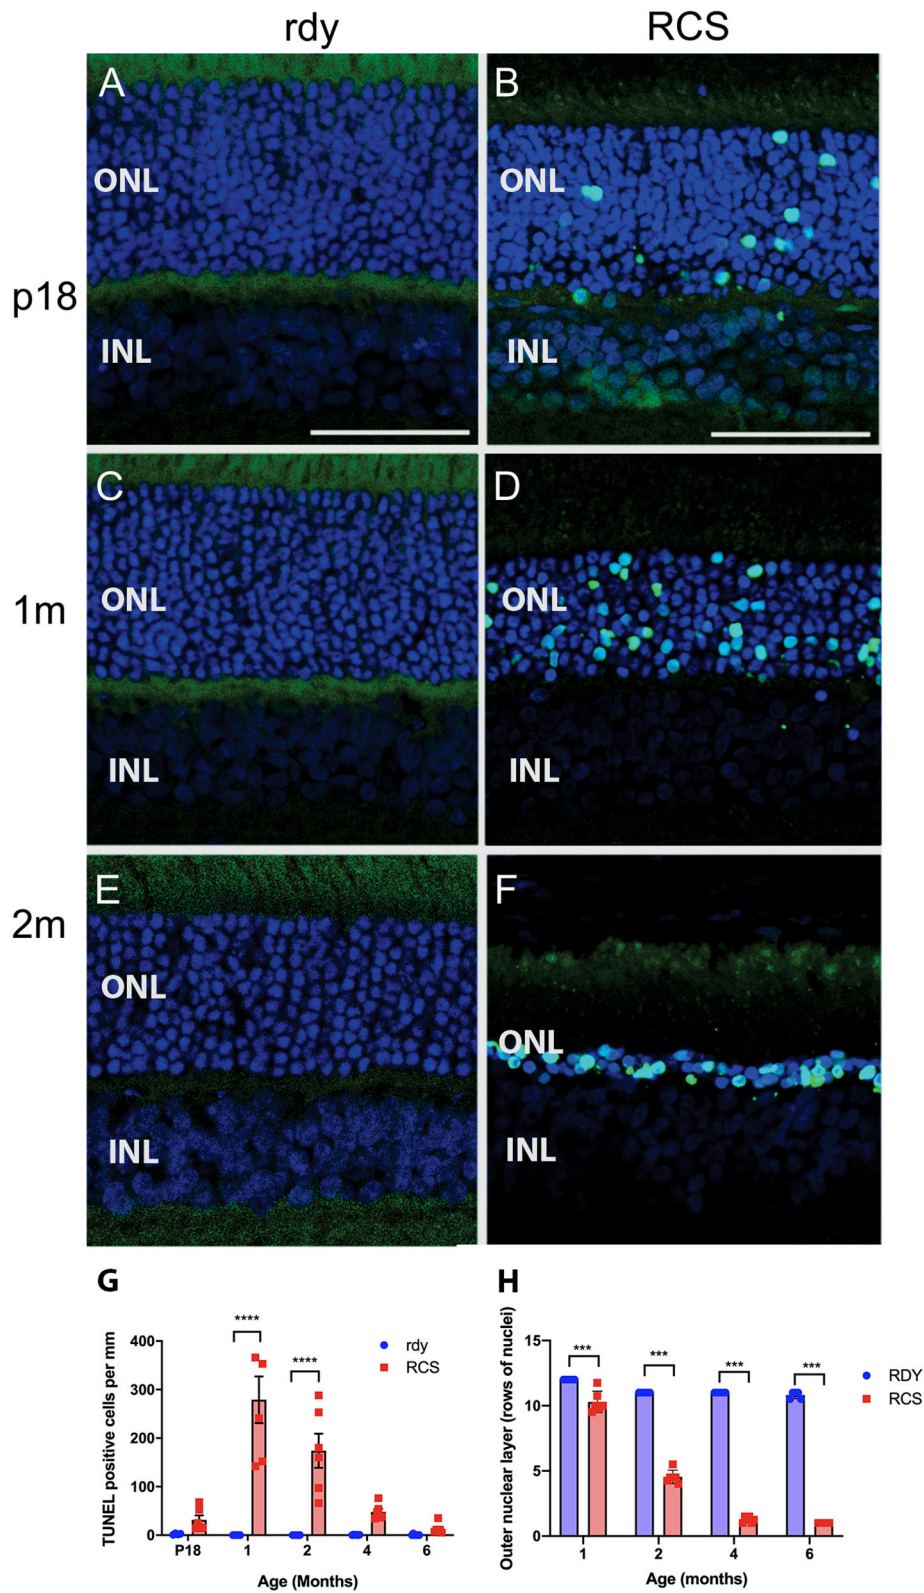 rdy RCS
A B
ONL ONL
p18
INL INL
C D
1m
ONL ONL
INL INL
E F
2m
ONL
ONL
INL INL
G H
TUNEL positive cells per mm
400
300
200
100
0
**** ****
rdy
RCS
P18 1 2 4 6
Age (Months)
Outer nuclear layer (rows of nuclei)
15
10
5
0
*** *** *** ***
RDY
RCS
1 2 4 6
Age (months)